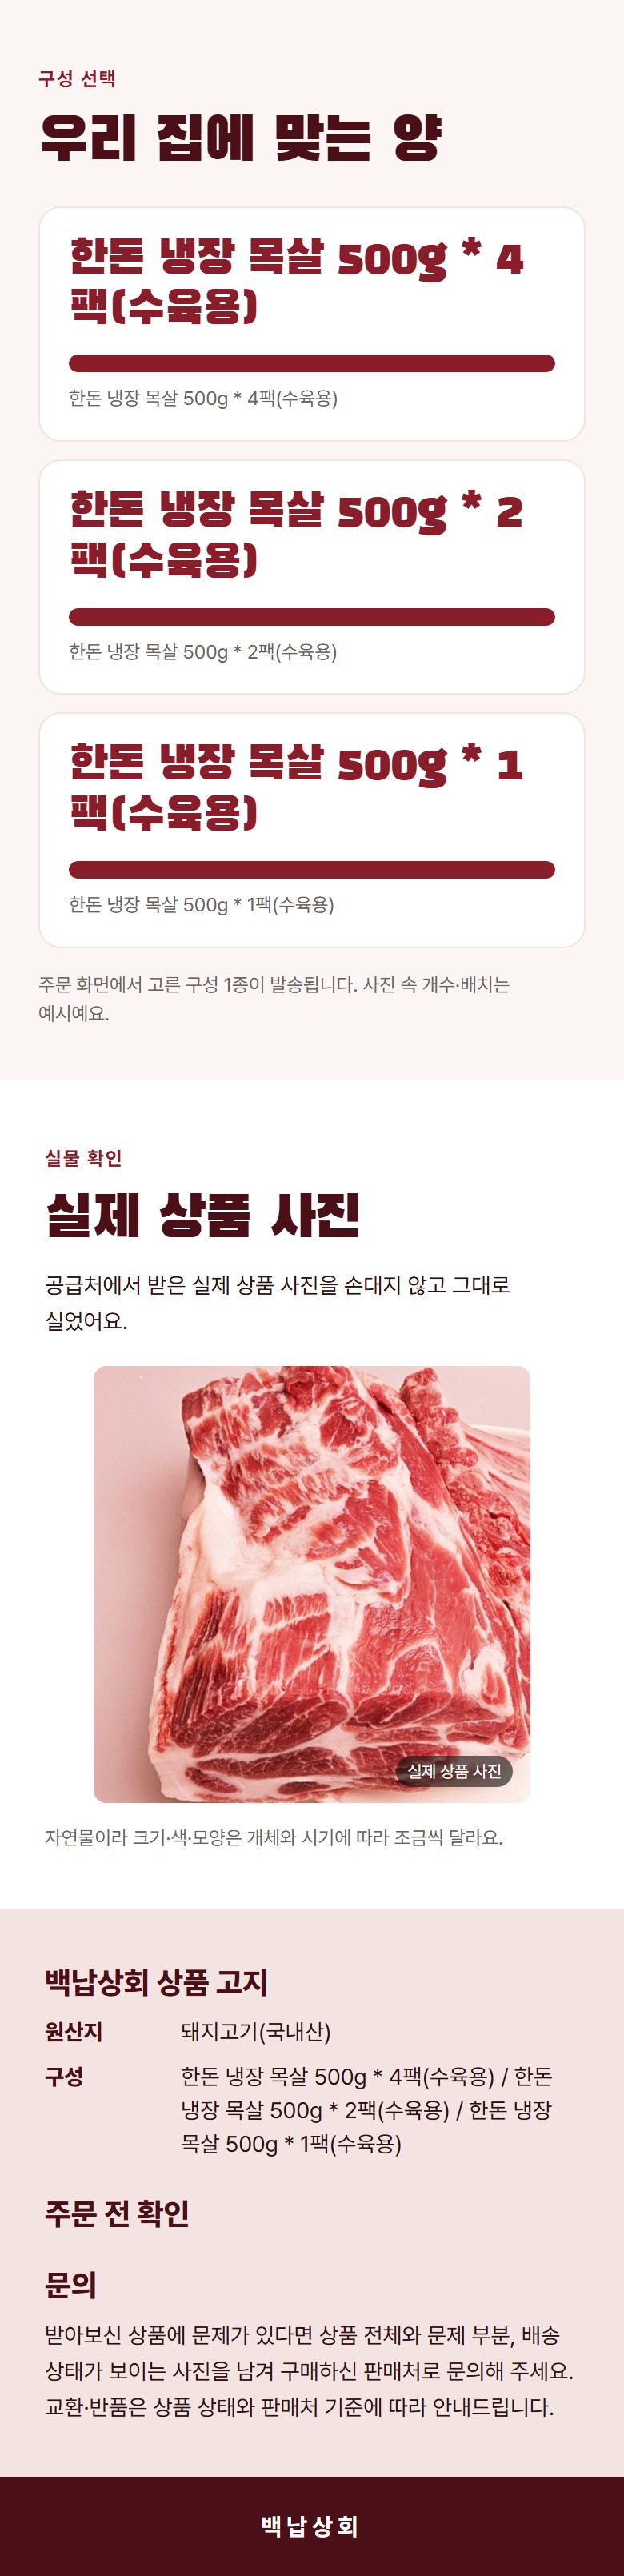 구성 선택
우리 집에 맞는 양
한돈 냉장 목살 500g * 4
팩(수육용)
한돈 냉장 목살 500g * 4팩(수육용)
한돈 냉장 목살 500g * 2
팩(수육용)
한돈 냉장 목살 500g * 2팩(수육용)
한돈 냉장 목살 500g * 1
팩(수육용)
한돈 냉장 목살 500g * 1팩(수육용)
주문 화면에서 고른 구성 1종이 발송됩니다. 사진 속 개수·배치는
예시예요.
실물 확인
실제 상품 사진
공급처에서 받은 실제 상품 사진을 손대지 않고 그대로
실었어요.
실제 상품 사진
자연물이라 크기·색·모양은 개체와 시기에 따라 조금씩 달라요.
백납상회 상품 고지
원산지 돼지고기(국내산)
구성 한돈 냉장 목살 500g * 4팩(수육용) / 한돈
냉장 목살 500g * 2팩(수육용) / 한돈 냉장
목살 500g * 1팩(수육용)
주문 전 확인
문의
받아보신 상품에 문제가 있다면 상품 전체와 문제 부분, 배송
상태가 보이는 사진을 남겨 구매하신 판매처로 문의해 주세요.
교환·반품은 상품 상태와 판매처 기준에 따라 안내드립니다.
백납상회